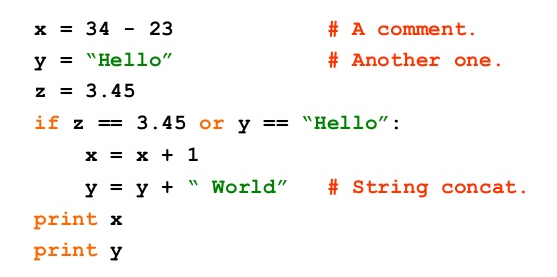 x = 34 - 23 # A comment.
y = “Hello” # Another one.
z = 3.45
if z == 3.45 or y == “Hello”:
x = x + 1
y = y + “ World” # String concat.
print x
print y